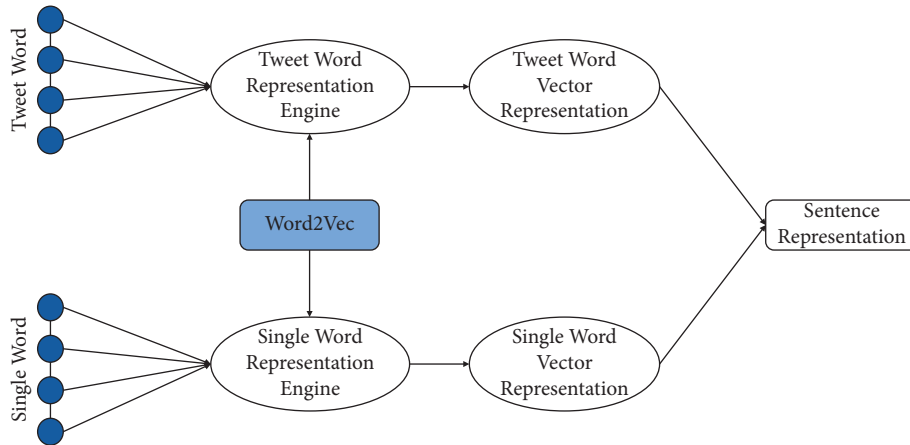 Tweet Word
Tweet Word
Representation
Engine
Tweet Word
Vector
Representation
Word2Vec
Sentence
Representation
Single Word
Single Word
Representation
Engine
Single Word
Vector
Representation